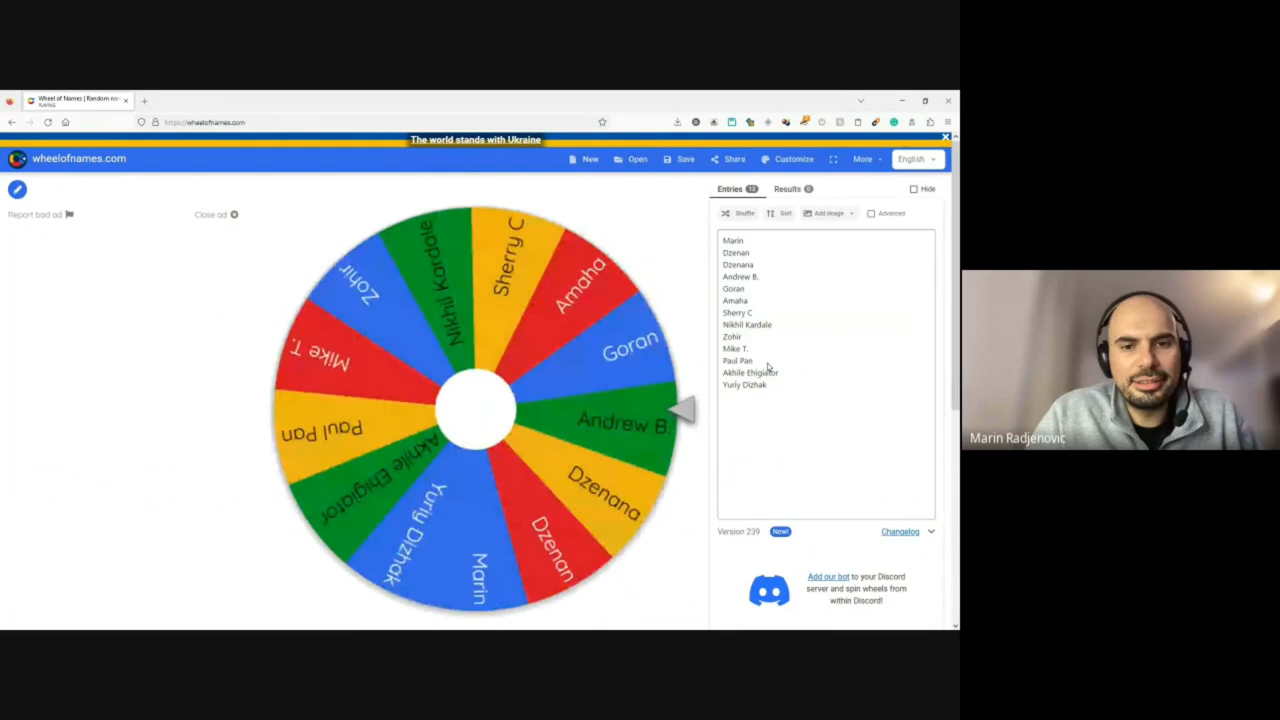 Wheel of Names | Random na
PLAYING
https://wheelofnames.com
The world stands with Ukraine
wheelofnames.com
New
Open
Save
Share
Customize
More
English
Report bad ad
Close ad
Entries 13
Results 0
Hide
Shuffle
Sort
Add image
Advanced
Marin
Dzenan
Dzenana
Andrew B.
Goran
Amaha
Sherry C
Nikhil Kardale
Zohir
Mike T.
Paul Pan
Akhile Ehigiator
Yuriy Dizhak
Nikhil Kardale
Sherry C
Amaha
Goran
Andrew B.
Dzenana
Dzenan
Marin
Yuriy Dizhak
Akhile Ehigiator
Paul Pan
Mike T.
Zohir
Version 239
New!
Changelog
Add our bot to your Discord
server and spin wheels from
within Discord!
Marin Radjenovic